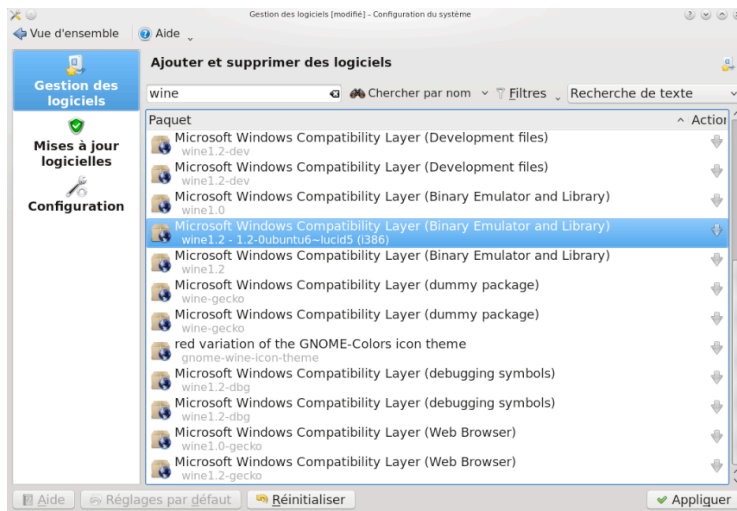 Gestion des logiciels [modifié] – Configuration du système
Vue d'ensemble
Aide
Gestion des
logiciels
Mises à jour
logicielles
Configuration
Ajouter et supprimer des logiciels
wine
Chercher par nom
Filtres
Recherche de texte
Paquet
Action
Microsoft Windows Compatibility Layer (Development files)
wine1.2-dev
Microsoft Windows Compatibility Layer (Development files)
wine1.2-dev
Microsoft Windows Compatibility Layer (Binary Emulator and Library)
wine1.0
Microsoft Windows Compatibility Layer (Binary Emulator and Library)
wine1.2 - 1.2-0ubuntu6~lucid5 (i386)
Microsoft Windows Compatibility Layer (Binary Emulator and Library)
wine1.2
Microsoft Windows Compatibility Layer (dummy package)
wine-gecko
Microsoft Windows Compatibility Layer (dummy package)
wine-gecko
red variation of the GNOME-Colors icon theme
gnome-wine-icon-theme
Microsoft Windows Compatibility Layer (debugging symbols)
wine1.2-dbg
Microsoft Windows Compatibility Layer (debugging symbols)
wine1.2-dbg
Microsoft Windows Compatibility Layer (Web Browser)
wine1.0-gecko
Microsoft Windows Compatibility Layer (Web Browser)
wine1.2-gecko
Aide
Réglages par défaut
Réinitialiser
Appliquer